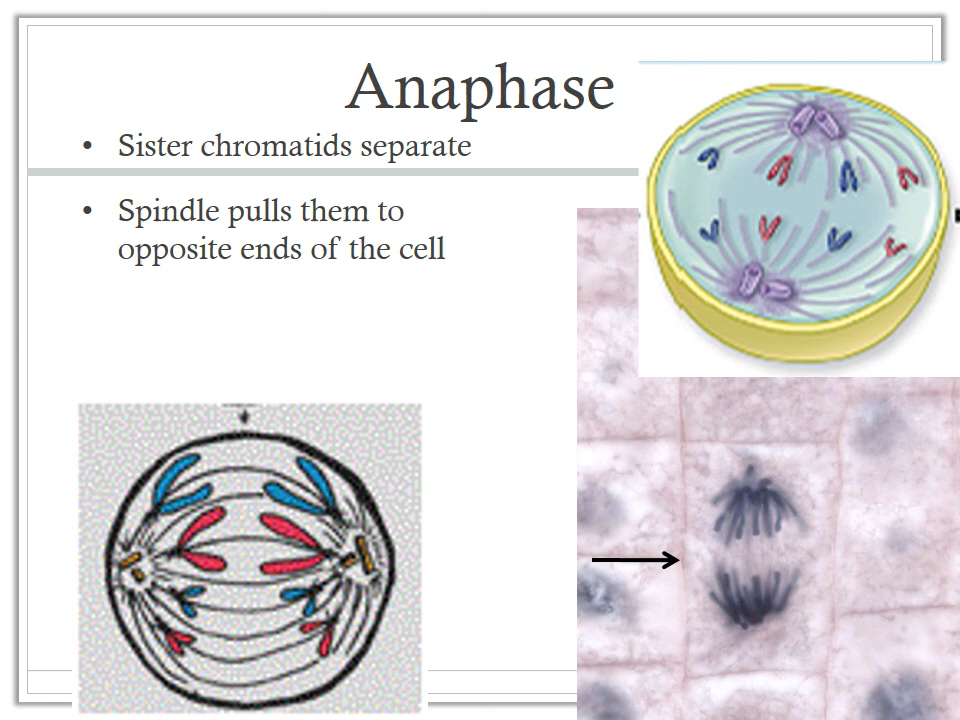 Anaphase
• Sister chromatids separate
• Spindle pulls them to
opposite ends of the cell